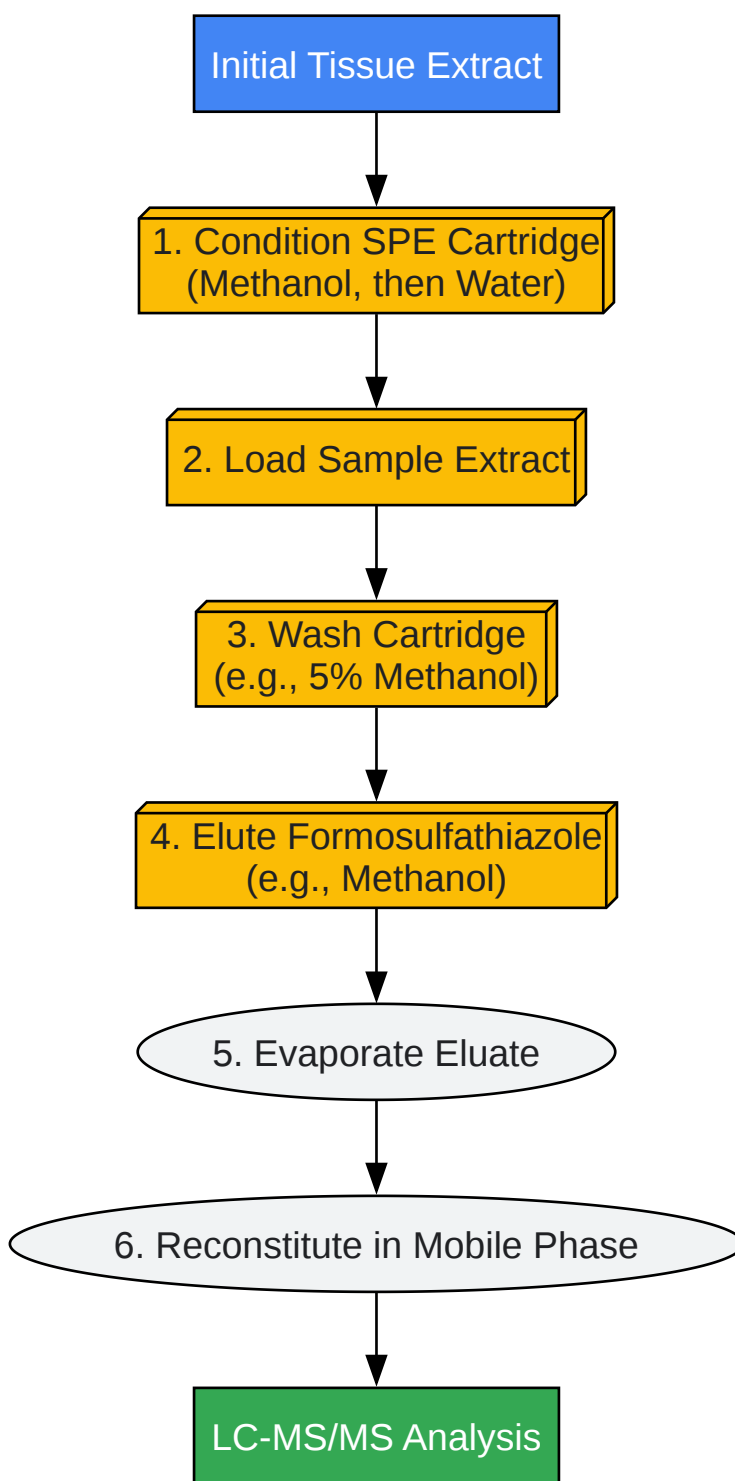 Initial Tissue Extract
1. Condition SPE Cartridge
(Methanol, then Water)
2. Load Sample Extract
3. Wash Cartridge
(e.g., 5% Methanol)
4. Elute Formosulfathiazole
(e.g., Methanol)
5. Evaporate Eluate
6. Reconstitute in Mobile Phase
LC-MS/MS Analysis